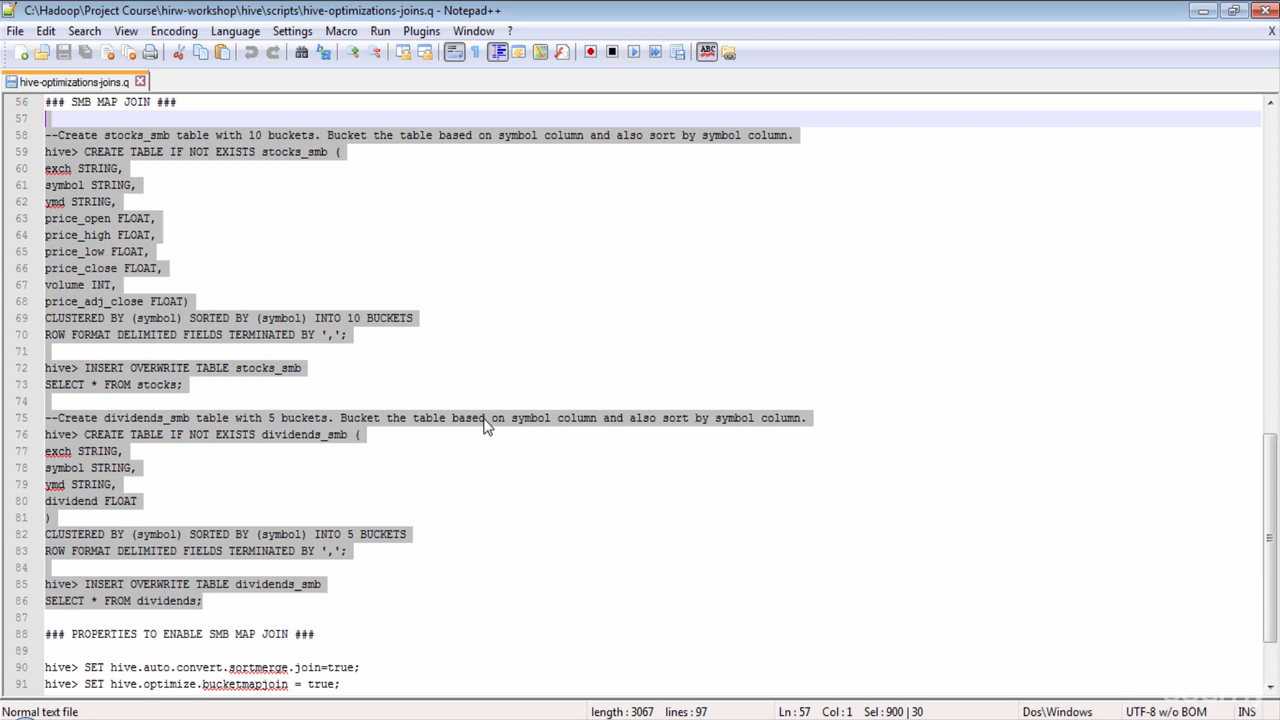 C:\Hadoop\Project Course\hirw-workshop\hive\scripts\hive-optimizations-joins.q - Notepad++
File Edit Search View Encoding Language Settings Macro Run Plugins Window ? X
hive-optimizations-joins.q
56 ### SMB MAP JOIN ###
57
58 --Create stocks_smb table with 10 buckets. Bucket the table based on symbol column and also sort by symbol column.
59 hive> CREATE TABLE IF NOT EXISTS stocks_smb (
60 exch STRING,
61 symbol STRING,
62 ymd STRING,
63 price_open FLOAT,
64 price_high FLOAT,
65 price_low FLOAT,
66 price_close FLOAT,
67 volume INT,
68 price_adj_close FLOAT)
69 CLUSTERED BY (symbol) SORTED BY (symbol) INTO 10 BUCKETS
70 ROW FORMAT DELIMITED FIELDS TERMINATED BY ',';
71
72 hive> INSERT OVERWRITE TABLE stocks_smb
73 SELECT * FROM stocks;
74
75 --Create dividends_smb table with 5 buckets. Bucket the table based on symbol column and also sort by symbol column.
76 hive> CREATE TABLE IF NOT EXISTS dividends_smb (
77 exch STRING,
78 symbol STRING,
79 ymd STRING,
80 dividend FLOAT
81 )
82 CLUSTERED BY (symbol) SORTED BY (symbol) INTO 5 BUCKETS
83 ROW FORMAT DELIMITED FIELDS TERMINATED BY ',';
84
85 hive> INSERT OVERWRITE TABLE dividends_smb
86 SELECT * FROM dividends;
87
88 ### PROPERTIES TO ENABLE SMB MAP JOIN ###
89
90 hive> SET hive.auto.convert.sortmerge.join=true;
91 hive> SET hive.optimize.bucketmapjoin = true;
Normal text file length : 3067 lines : 97 Ln : 57 Col : 1 Sel : 900 | 30 Dos\Windows UTF-8 w/o BOM INS